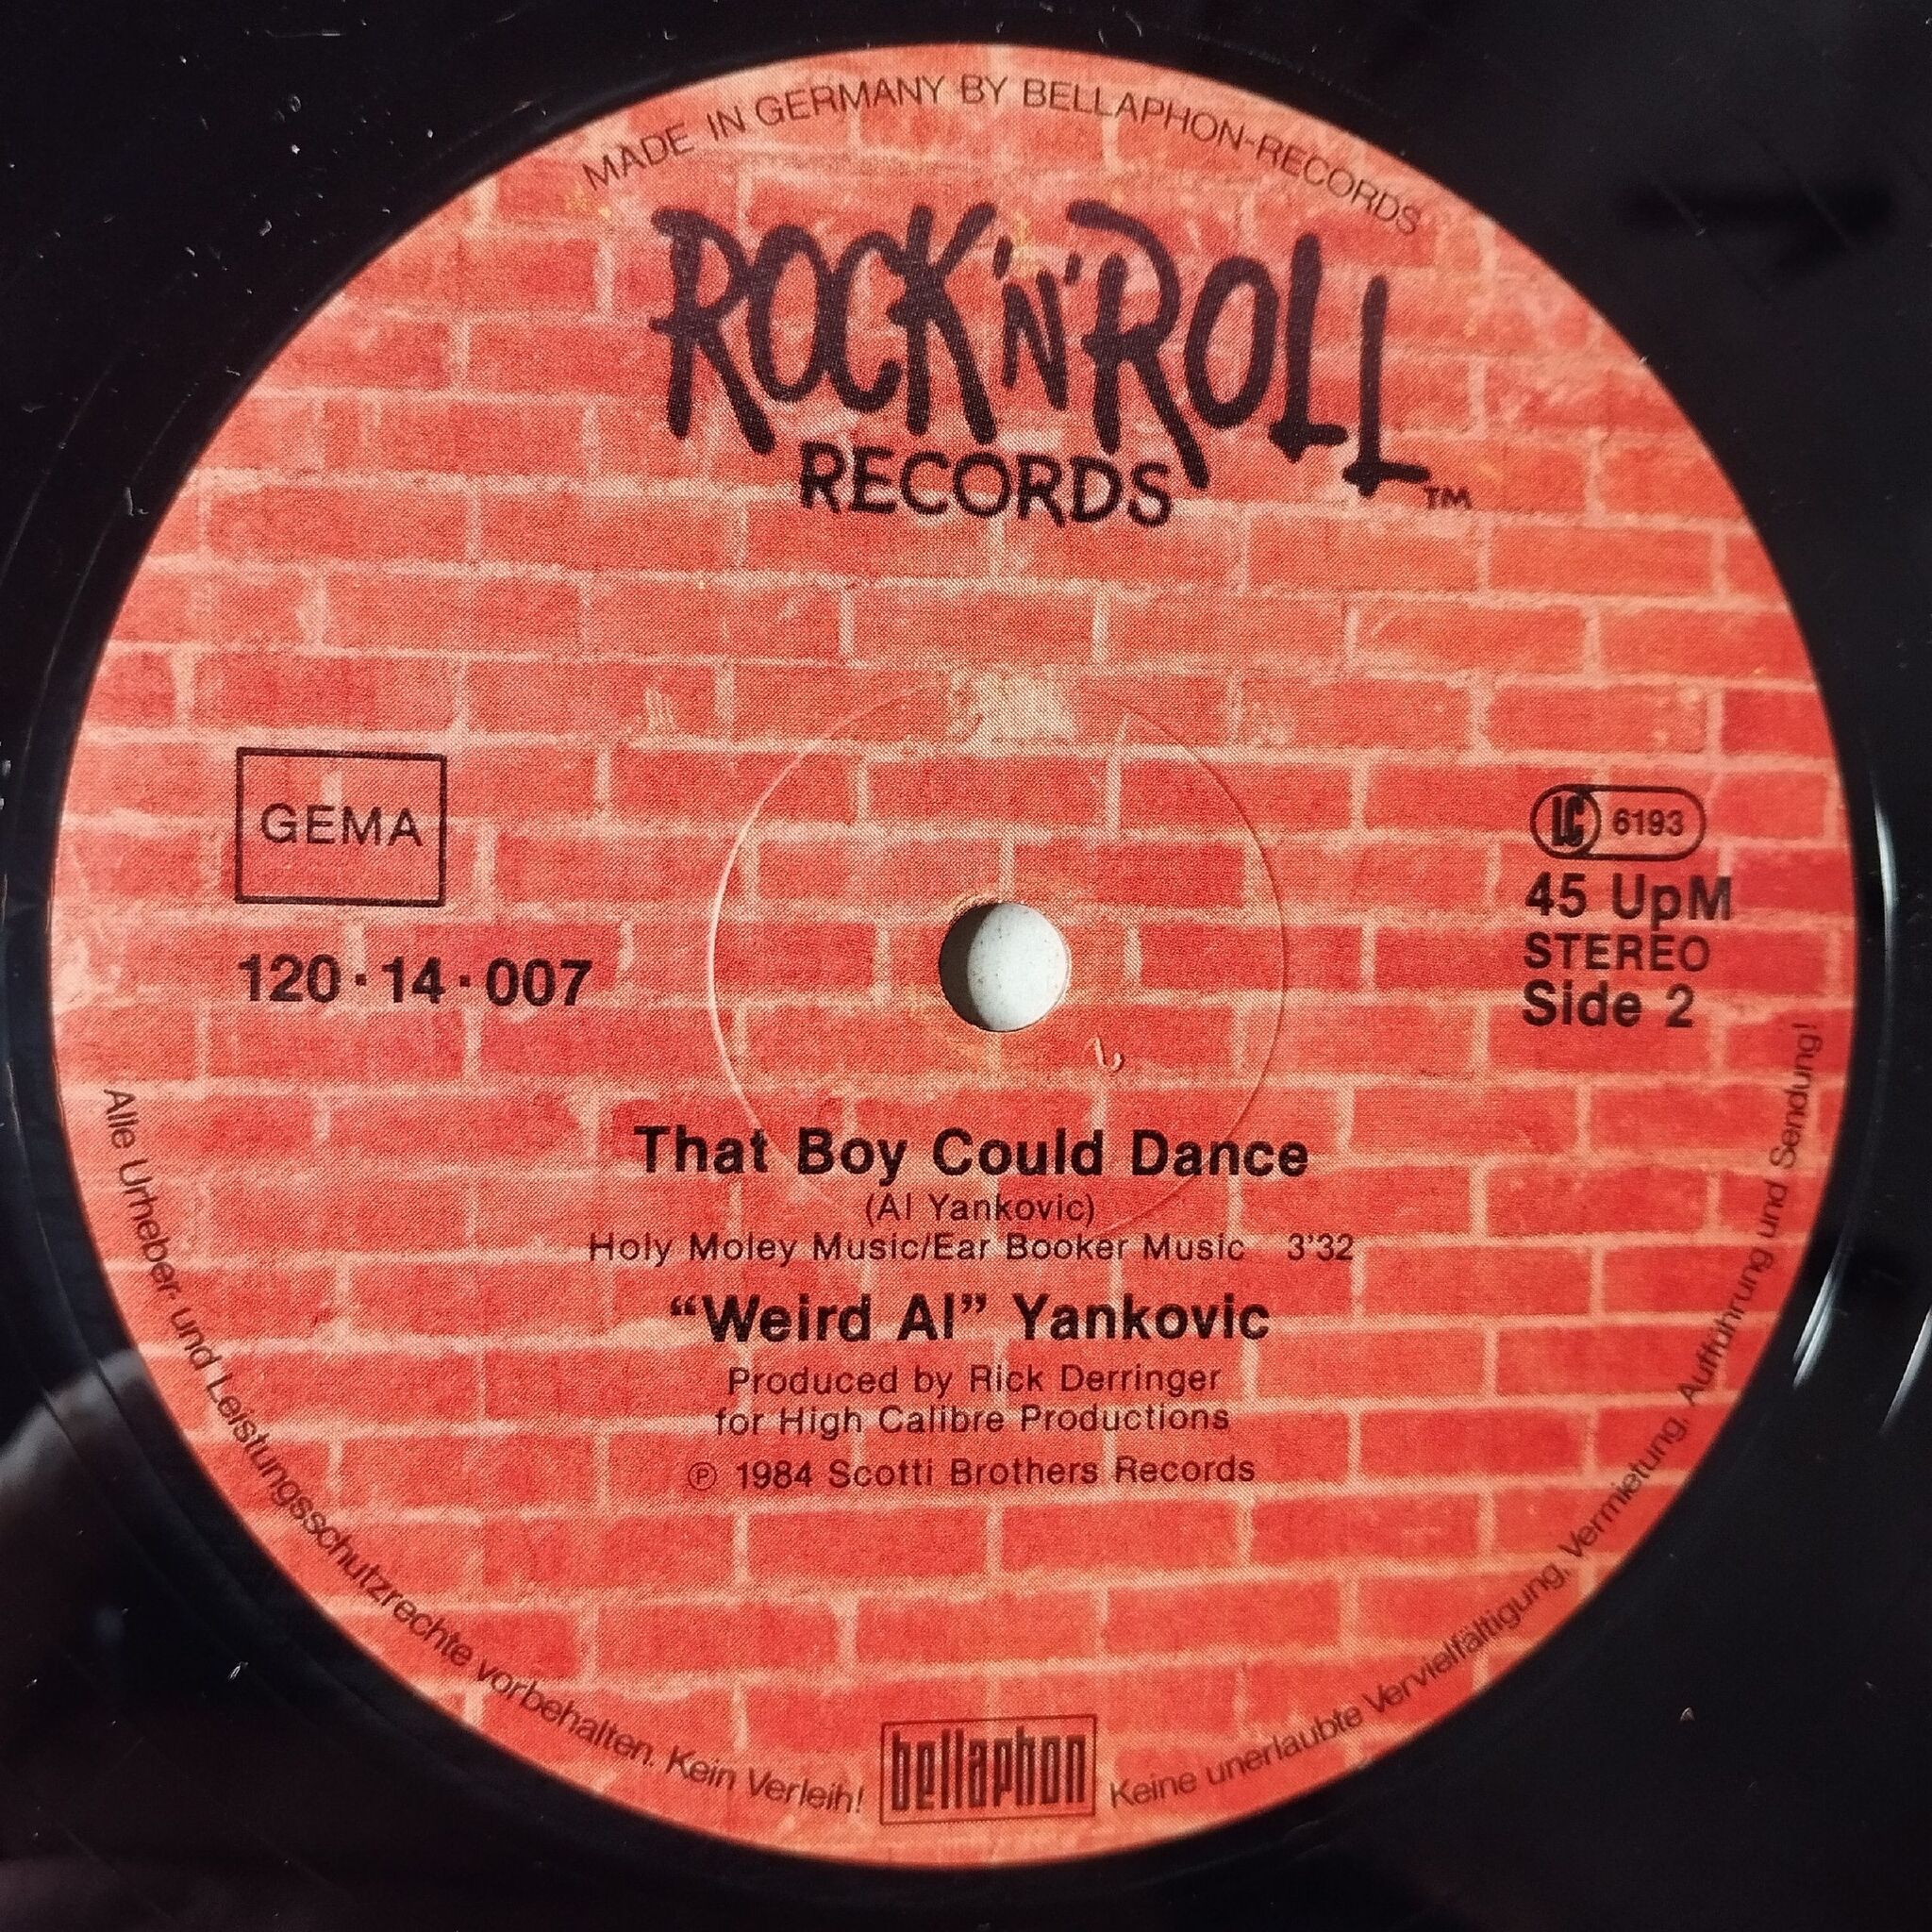 MADE IN GERMANY BY BELLAPHON-RECORDS
ROCK'N'ROLL
RECORDS
TM
GEMA
120·14·007
LC 6193
45 UpM
STEREO
Side 2
That Boy Could Dance
(Al Yankovic)
Holy Moley Music/Ear Booker Music 3'32
“Weird Al” Yankovic
Produced by Rick Derringer
for High Calibre Productions
℗ 1984 Scotti Brothers Records
Alle Urheber- und Leistungsschutzrechte vorbehalten. Kein Verleih!
bellaphon
Keine unerlaubte Vervielfältigung, Vermietung, Aufführung und Sendung!